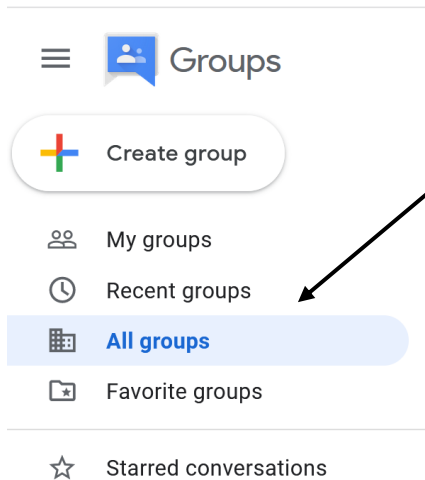 Groups
Create group
My groups
Recent groups
All groups
Favorite groups
Starred conversations